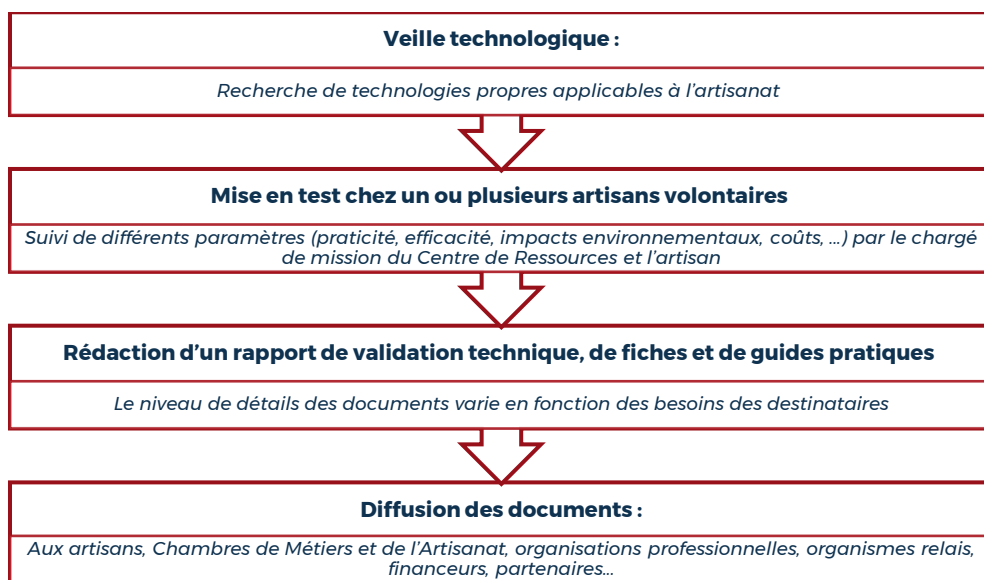 Veille technologique :
Recherche de technologies propres applicables à l'artisanat
Mise en test chez un ou plusieurs artisans volontaires
Suivi de différents paramètres (praticité, efficacité, impacts environnementaux, coûts, ...) par le chargé
de mission du Centre de Ressources et l'artisan
Rédaction d'un rapport de validation technique, de fiches et de guides pratiques
Le niveau de détails des documents varie en fonction des besoins des destinataires
Diffusion des documents :
Aux artisans, Chambres de Métiers et de l'Artisanat, organisations professionnelles, organismes relais,
financeurs, partenaires...